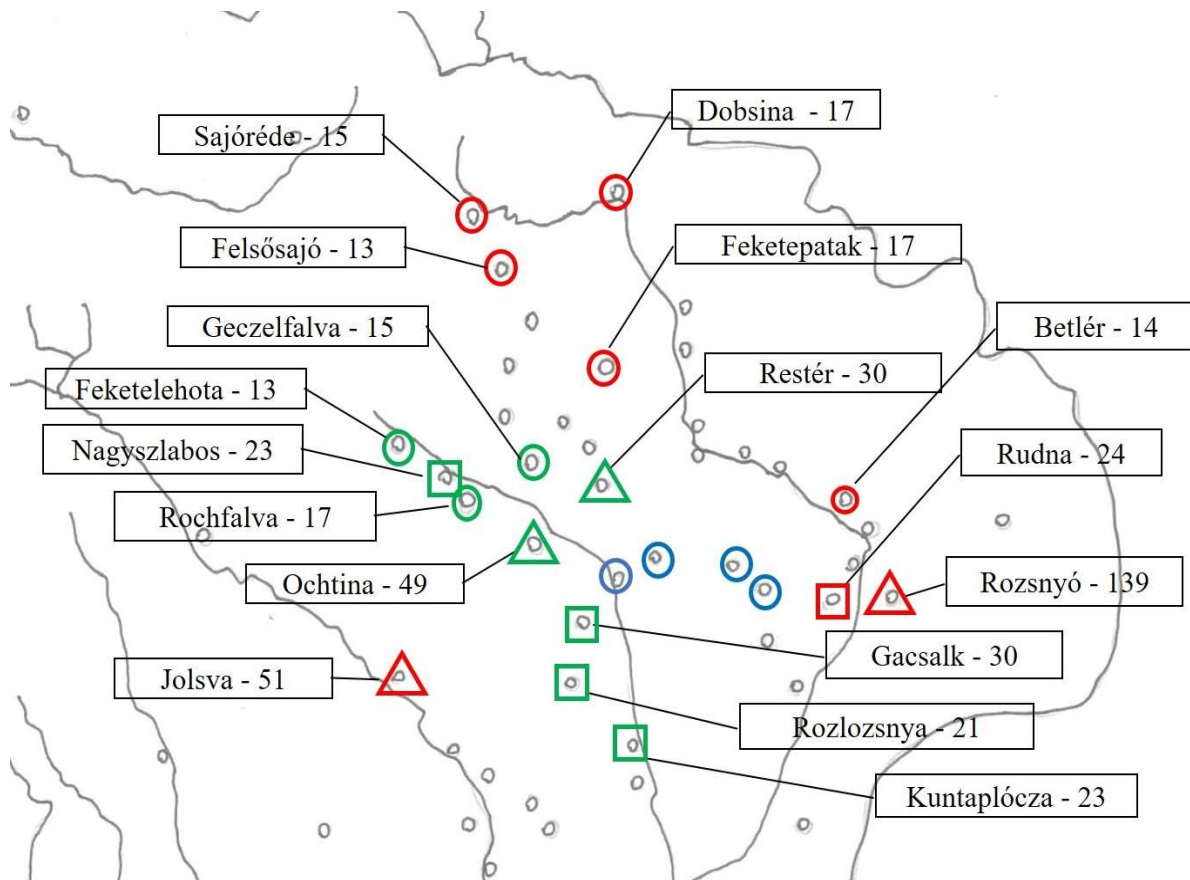 Dobsina - 17
Sajóréde - 15
Felsősajó - 13
Feketepatak - 17
Geczelfalva - 15
Betlér - 14
Restér - 30
Feketelehota - 13
Nagyszlabos - 23
Rudna - 24
Rochfalva - 17
Ochtina - 49
Rozsnyó - 139
Gacsalk - 30
Jolsva - 51
Rozlozsnya - 21
Kuntaplócza - 23